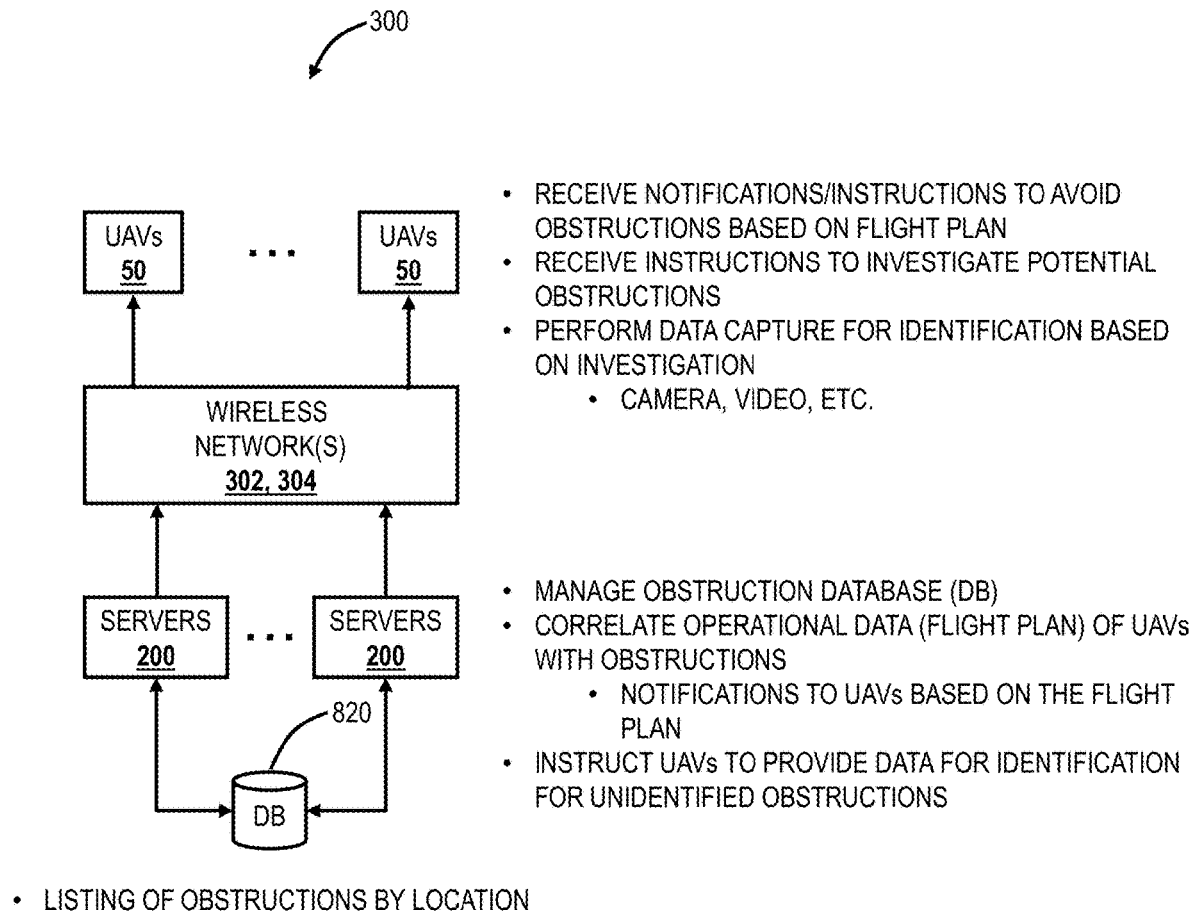 300
UAVs
50
...
UAVs
50
• RECEIVE NOTIFICATIONS/INSTRUCTIONS TO AVOID
OBSTRUCTIONS BASED ON FLIGHT PLAN
• RECEIVE INSTRUCTIONS TO INVESTIGATE POTENTIAL
OBSTRUCTIONS
• PERFORM DATA CAPTURE FOR IDENTIFICATION BASED
ON INVESTIGATION
• CAMERA, VIDEO, ETC.
WIRELESS
NETWORK(S)
302, 304
SERVERS
200
...
SERVERS
200
• MANAGE OBSTRUCTION DATABASE (DB)
• CORRELATE OPERATIONAL DATA (FLIGHT PLAN) OF UAVs
WITH OBSTRUCTIONS
• NOTIFICATIONS TO UAVs BASED ON THE FLIGHT
PLAN
• INSTRUCT UAVs TO PROVIDE DATA FOR IDENTIFICATION
FOR UNIDENTIFIED OBSTRUCTIONS
820
DB
• LISTING OF OBSTRUCTIONS BY LOCATION